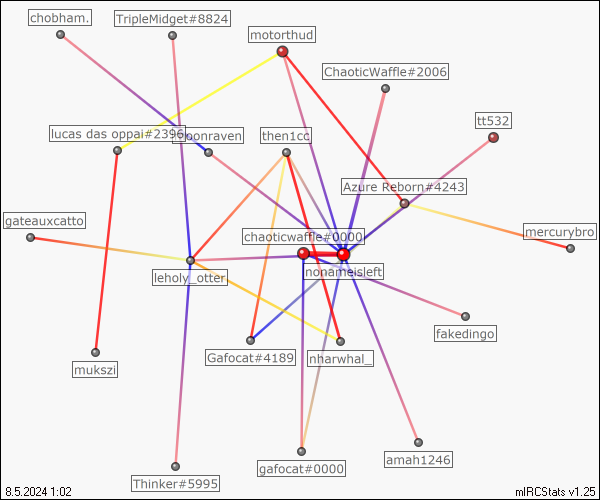 chobham.
TripleMidget#8824
motorthud
ChaoticWaffle#2006
tt532
lucas das oppai#2396
moonraven
then1cc
Azure Reborn#4243
gateauxcatto
chaoticwaffle#0000
mercurybro
leholy_otter
nonameisleft
fakedingo
Gafocat#4189
nharwhal_
mukszi
amah1246
gafocat#0000
Thinker#5995
8.5.2024 1:02
mIRCStats v1.25